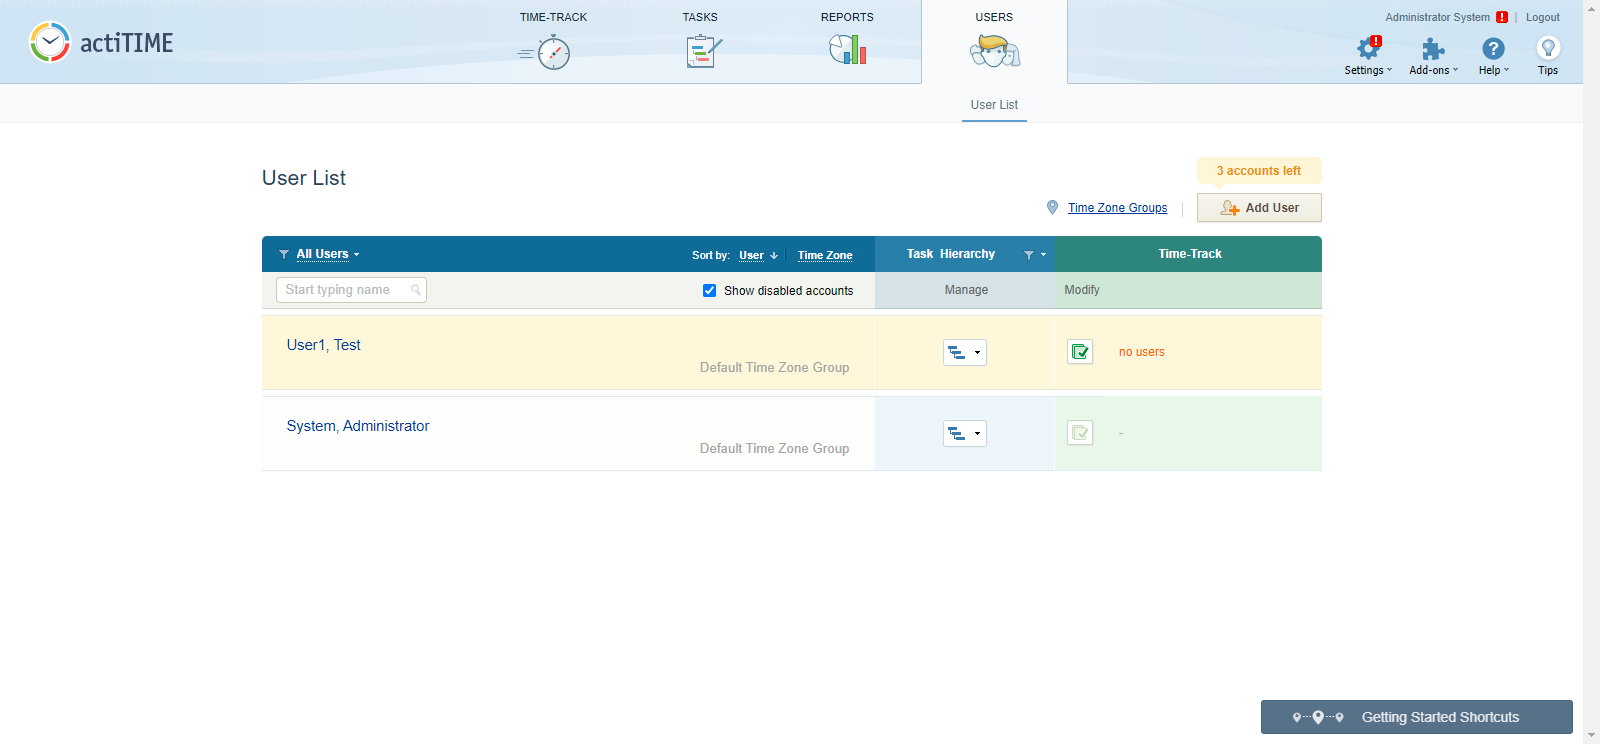 actiTIME
TIME-TRACK
TASKS
REPORTS
USERS
Administrator System ! | Logout
Settings
Add-ons
Help
Tips
User List
User List
3 accounts left
Time Zone Groups
Add User
All Users
Sort by: User Time Zone
Task Hierarchy
Time-Track
Start typing name
Show disabled accounts
Manage
Modify
User1, Test
Default Time Zone Group
no users
System, Administrator
Default Time Zone Group
-
Getting Started Shortcuts